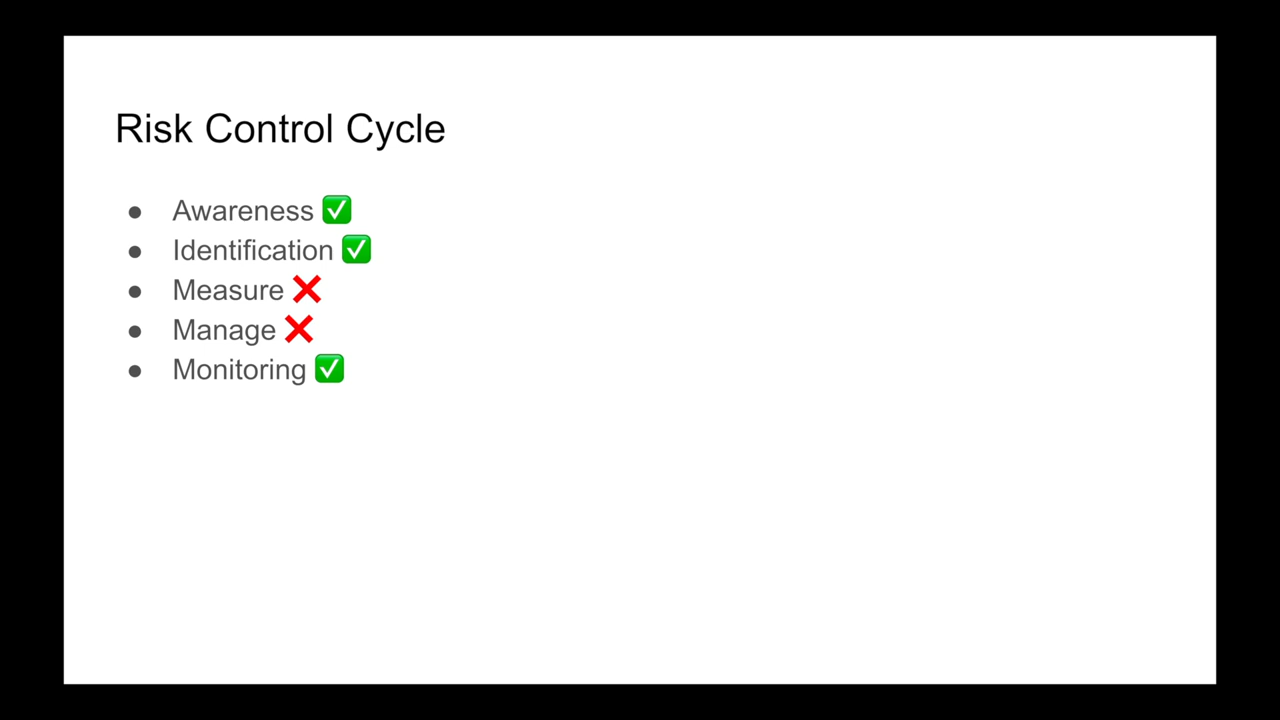 Risk Control Cycle
● Awareness ✅
● Identification ✅
● Measure ❌
● Manage ❌
● Monitoring ✅